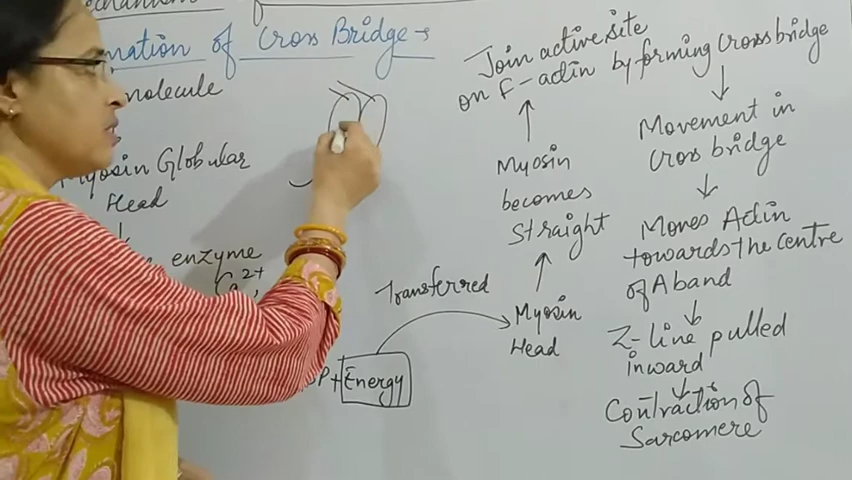 mation of Cross Bridge →
molecule
Myosin Globular
Head
enzyme
Ca²⁺
P + Energy
Transferred
Myosin
Head
Myosin
becomes
Straight
Join active site
on F-actin by forming Cross bridge
Movement in
Cross bridge
Moves Actin
towards the centre
of A band
Z-line pulled
inward
Contraction of
Sarcomere